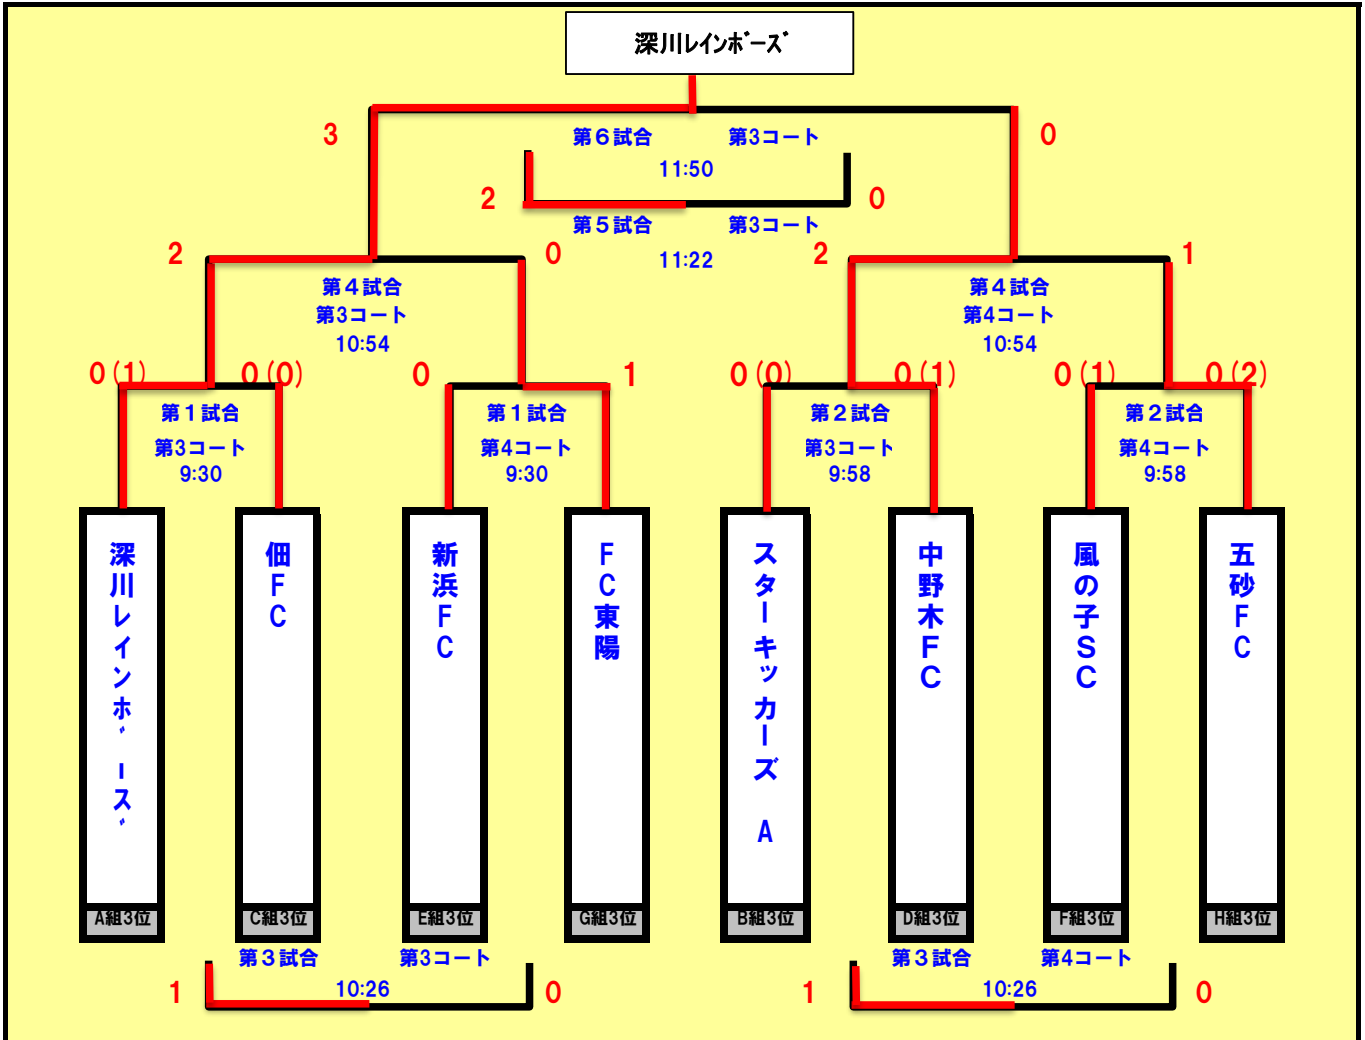 深川レインボーズ
3
0
第6試合 第3コート
11:50
2
0
第5試合 第3コート
11:22
2
0
2
1
第4試合
第3コート
10:54
第4試合
第4コート
10:54
0(1)
0(0)
0
1
0(0)
0(1)
0(1)
0(2)
第1試合
第3コート
9:30
第1試合
第4コート
9:30
第2試合
第3コート
9:58
第2試合
第4コート
9:58
深川レインボーズ
佃FC
新浜FC
FC東陽
スターキッカーズ A
中野木FC
風の子SC
五砂FC
A組3位
C組3位
E組3位
G組3位
B組3位
D組3位
F組3位
H組3位
第3試合 第3コート
1
10:26
0
第3試合 第4コート
1
10:26
0